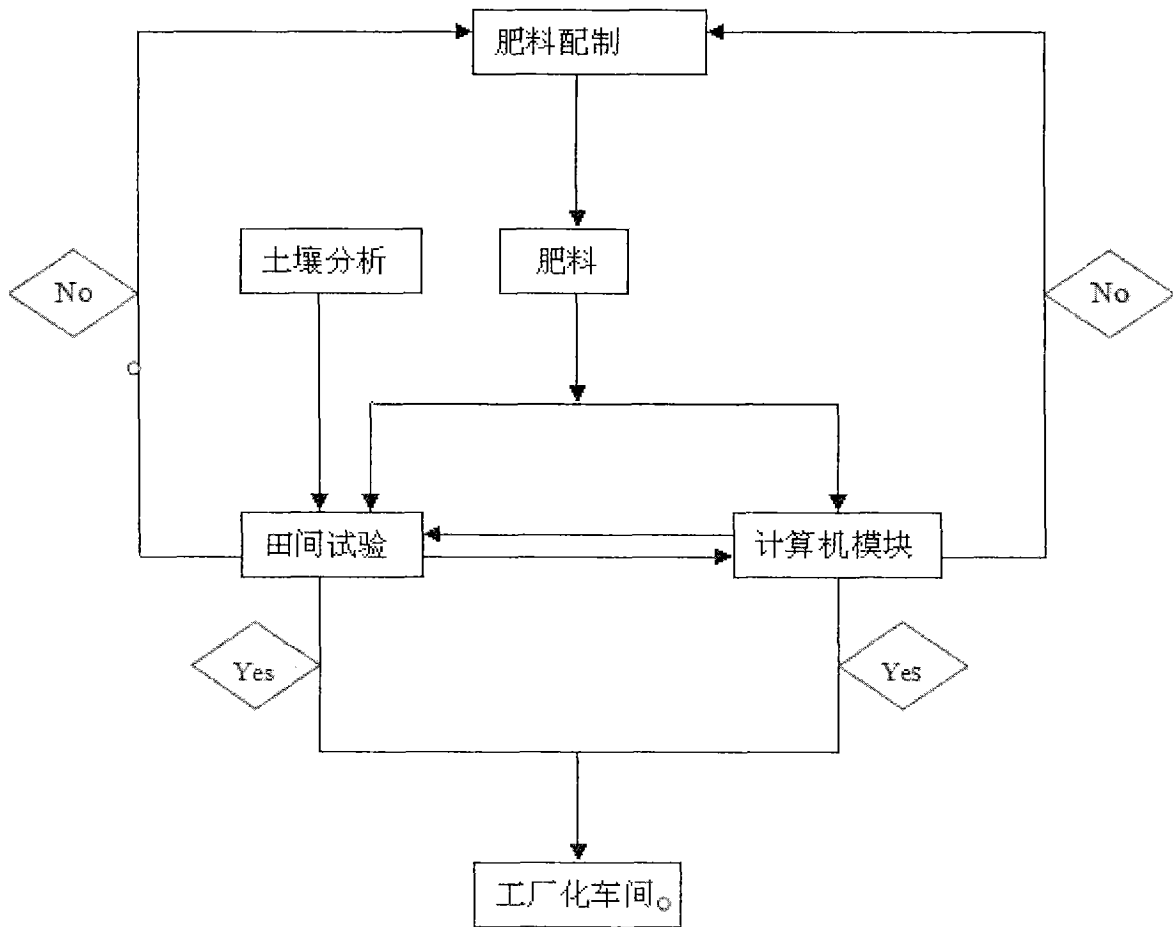 肥料配制
土壤分析
肥料
No
No
田间试验
计算机模块
Yes
Yes
工厂化车间。